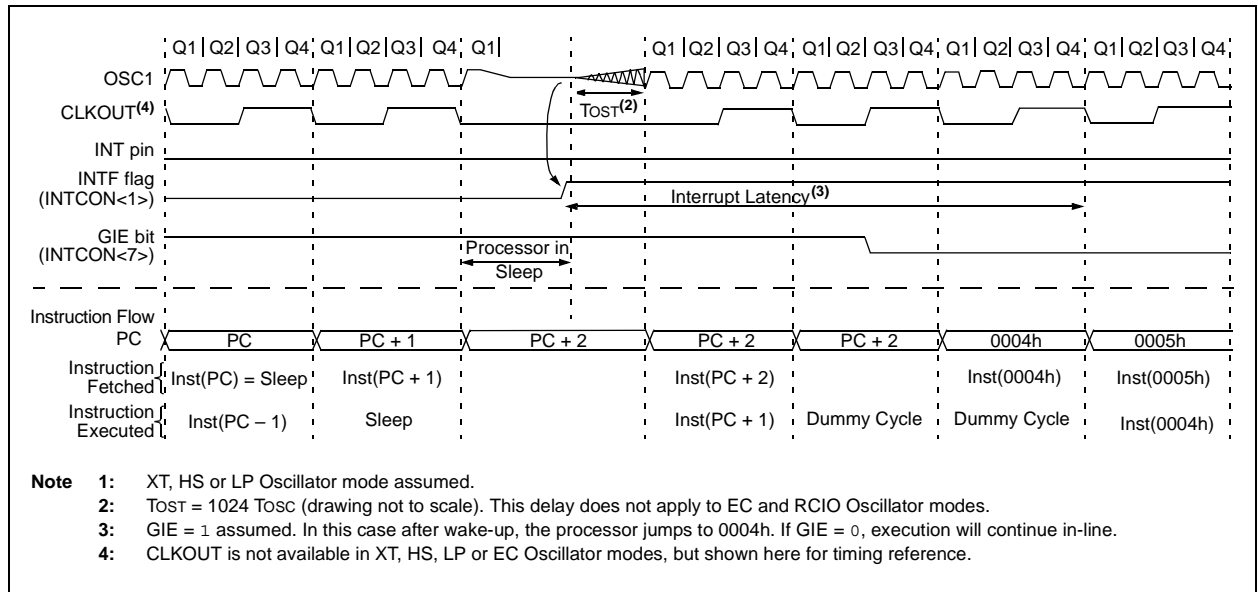 Q1 Q2 Q3 Q4 Q1 Q2 Q3 Q4 Q1 Q1 Q2 Q3 Q4 Q1 Q2 Q3 Q4 Q1 Q2 Q3 Q4 Q1 Q2 Q3 Q4
OSC1
TOST(2)
CLKOUT(4)
INT pin
INTF flag
(INTCON<1>)
Interrupt Latency(3)
GIE bit
(INTCON<7>)
Processor in
Sleep
Instruction Flow
PC PC PC + 1 PC + 2 PC + 2 PC + 2 0004h 0005h
Instruction
Fetched Inst(PC) = Sleep Inst(PC + 1) Inst(PC + 2) Inst(0004h) Inst(0005h)
Instruction
Executed Inst(PC – 1) Sleep Inst(PC + 1) Dummy Cycle Dummy Cycle Inst(0004h)
Note 1: XT, HS or LP Oscillator mode assumed.
2: TOST = 1024 TOSC (drawing not to scale). This delay does not apply to EC and RCIO Oscillator modes.
3: GIE = 1 assumed. In this case after wake-up, the processor jumps to 0004h. If GIE = 0, execution will continue in-line.
4: CLKOUT is not available in XT, HS, LP or EC Oscillator modes, but shown here for timing reference.